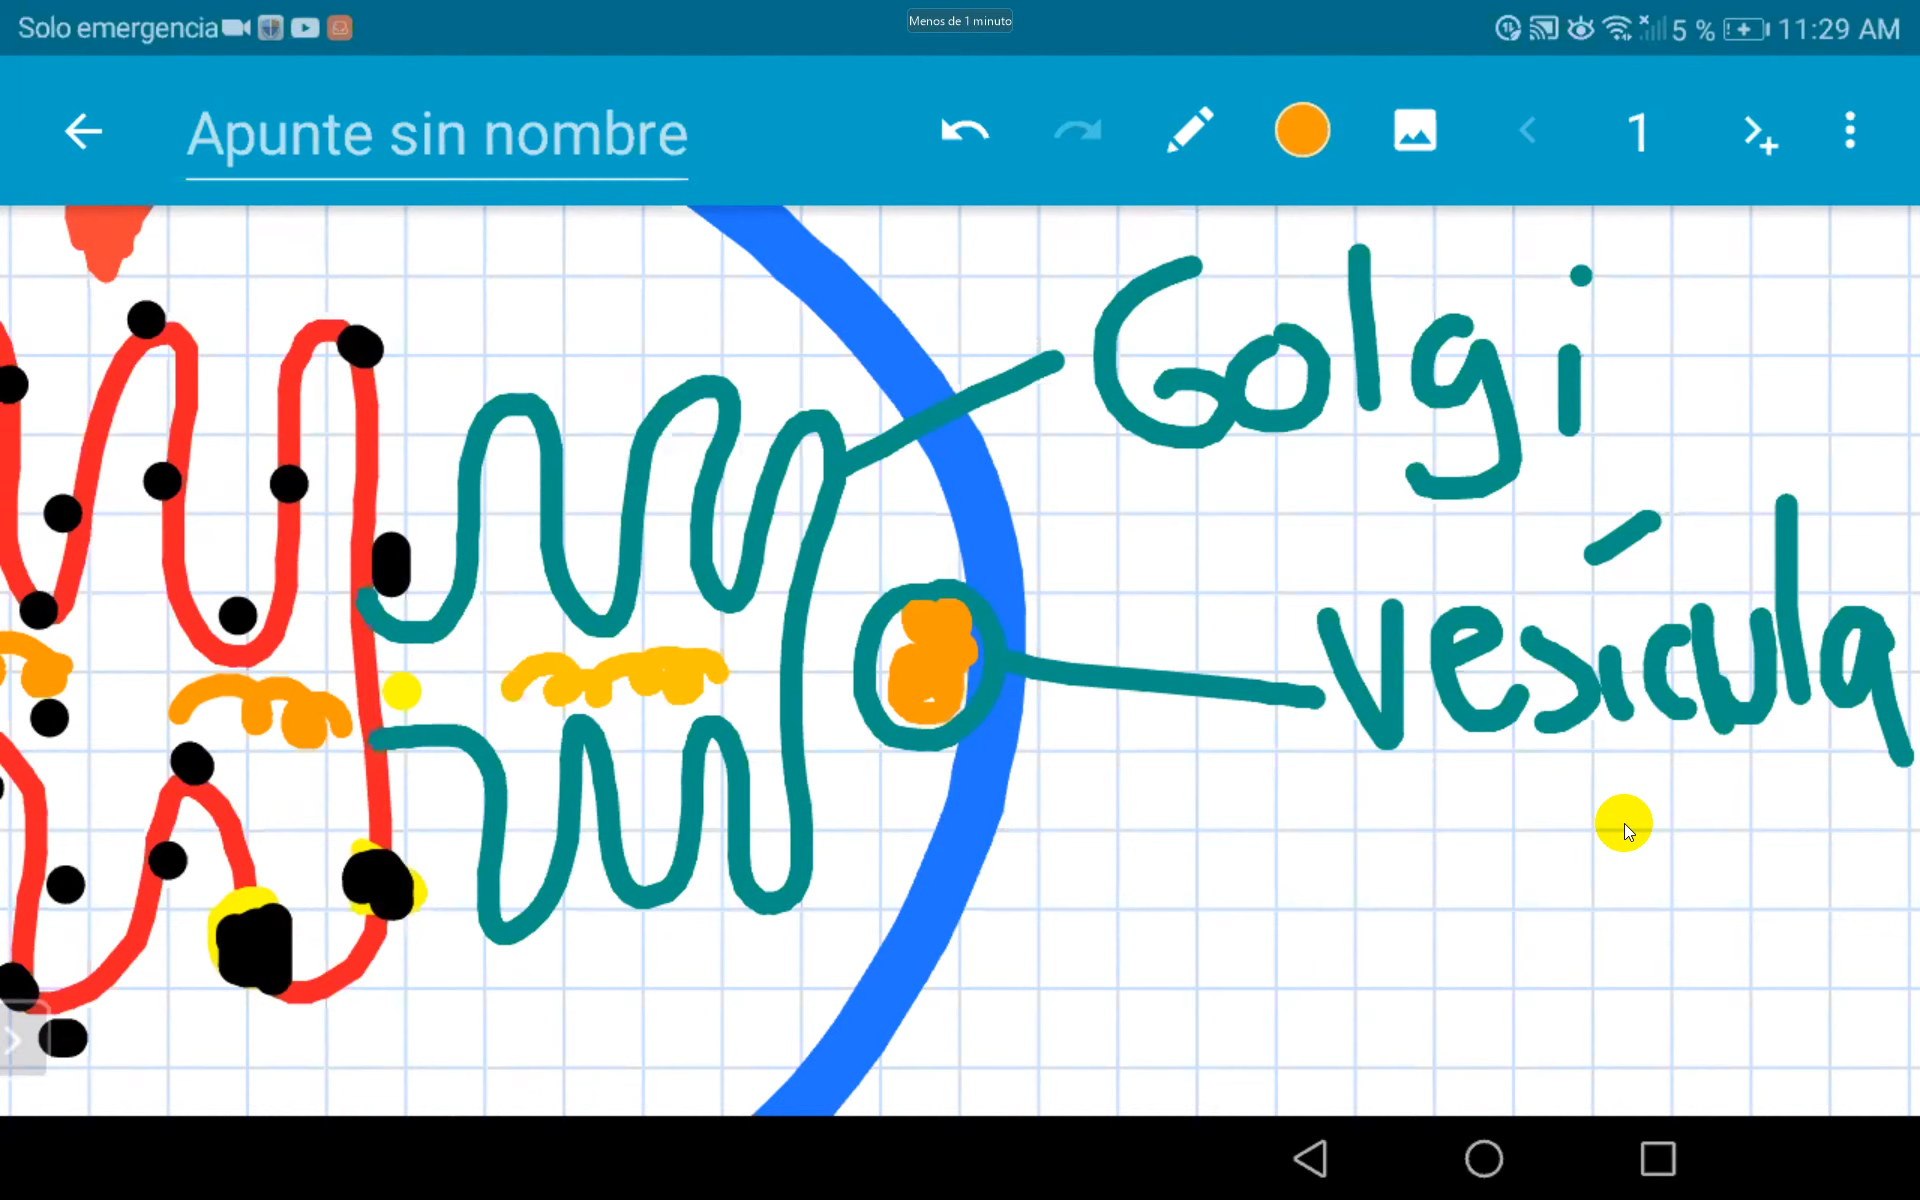 Solo emergencia 5 % 11:29 AM
Menos de 1 minuto
Apunte sin nombre 1
Golgi
vesícula